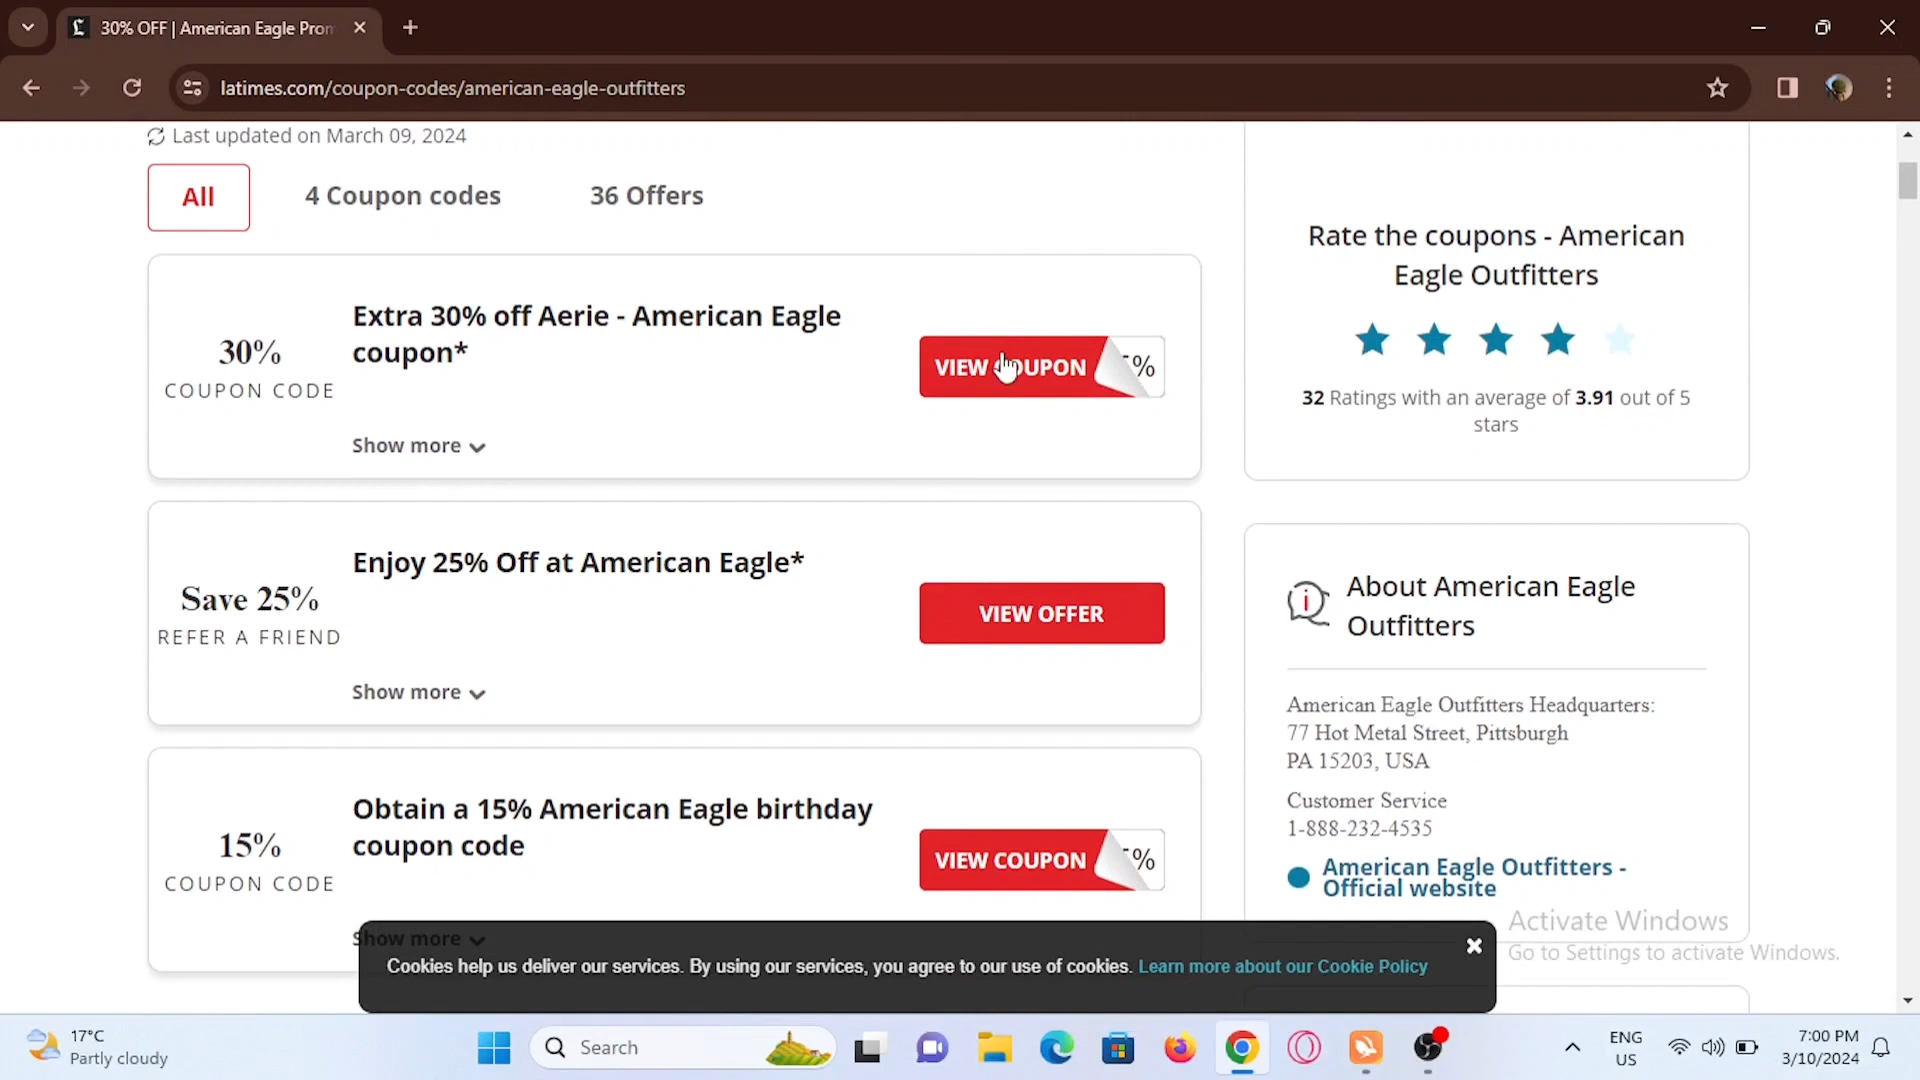 30% OFF | American Eagle Prom
latimes.com/coupon-codes/american-eagle-outfitters
Last updated on March 09, 2024
All
4 Coupon codes
36 Offers
30%
COUPON CODE
Extra 30% off Aerie - American Eagle
coupon*
VIEW COUPON
5%
Show more
Save 25%
REFER A FRIEND
Enjoy 25% Off at American Eagle*
VIEW OFFER
Show more
15%
COUPON CODE
Obtain a 15% American Eagle birthday
coupon code
VIEW COUPON
5%
Show more
Rate the coupons - American
Eagle Outfitters
32 Ratings with an average of 3.91 out of 5
stars
About American Eagle
Outfitters
American Eagle Outfitters Headquarters:
77 Hot Metal Street, Pittsburgh
PA 15203, USA
Customer Service
1-888-232-4535
American Eagle Outfitters -
Official website
Activate Windows
Go to Settings to activate Windows.
Cookies help us deliver our services. By using our services, you agree to our use of cookies. Learn more about our Cookie Policy
17°C
Partly cloudy
Search
ENG
US
7:00 PM
3/10/2024